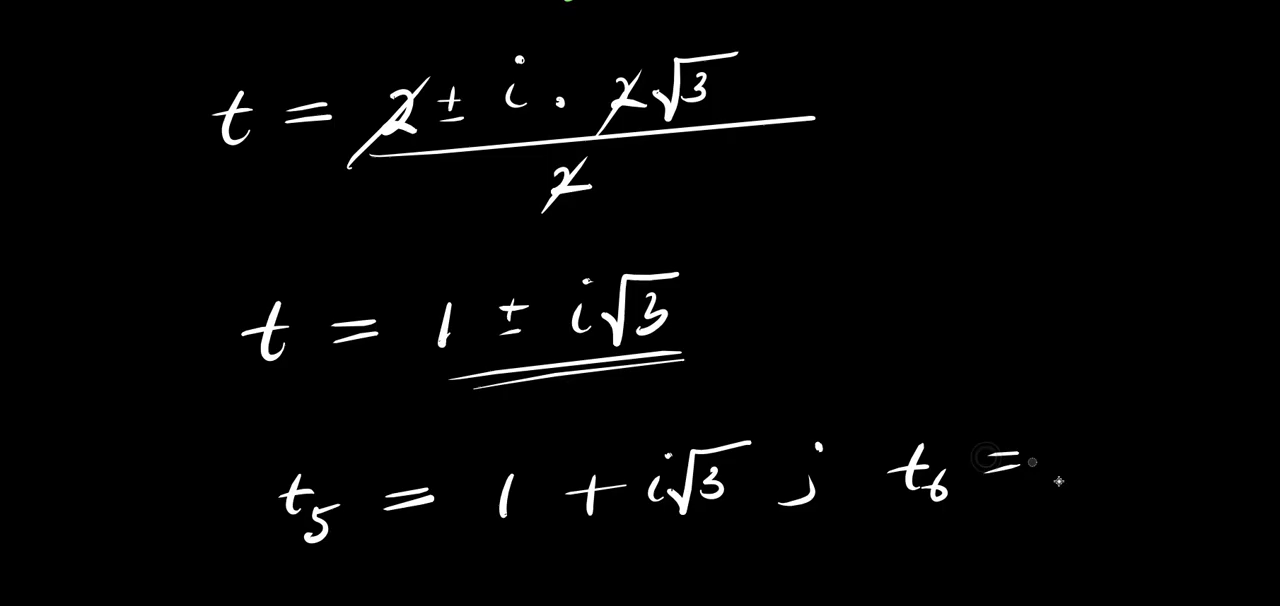 t = 2 ± i . 2√3 / 2
t = 1 ± i√3
t₅ = 1 + i√3 ; t₆ =